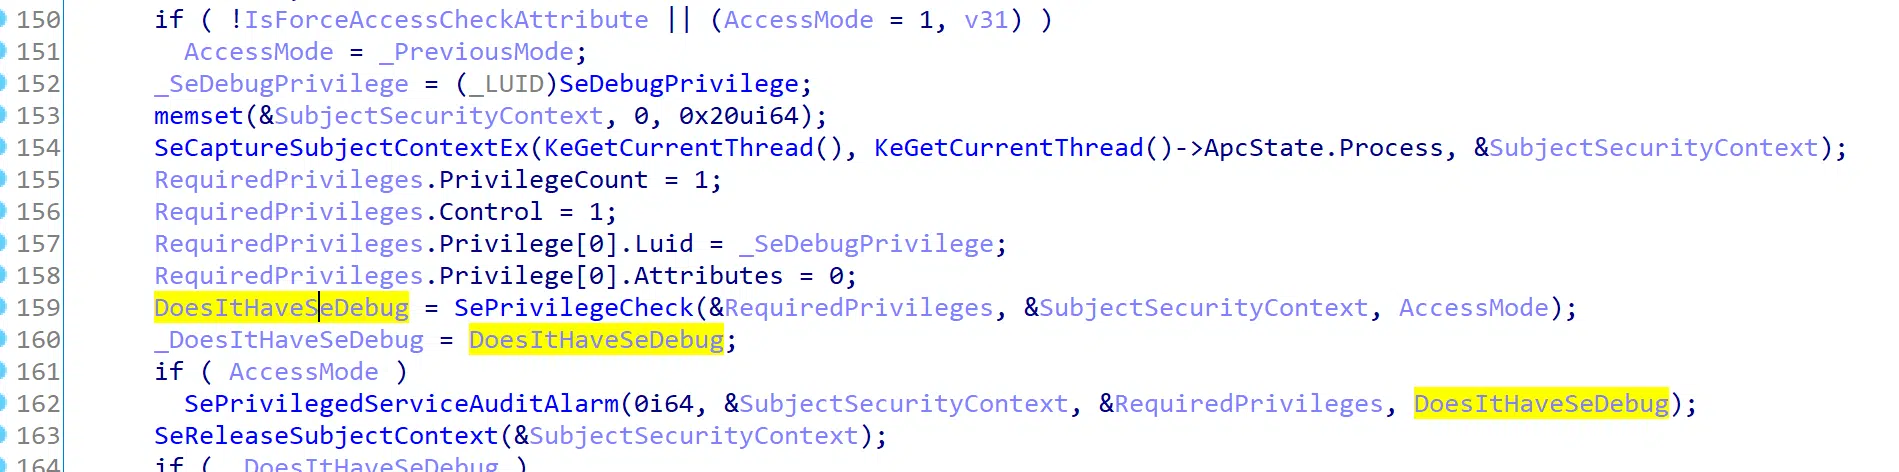 150 if ( !IsForceAccessCheckAttribute || (AccessMode = 1, v31) )
151 AccessMode = _PreviousMode;
152 _SeDebugPrivilege = (_LUID)SeDebugPrivilege;
153 memset(&SubjectSecurityContext, 0, 0x20ui64);
154 SeCaptureSubjectContextEx(KeGetCurrentThread(), KeGetCurrentThread()->ApcState.Process, &SubjectSecurityContext);
155 RequiredPrivileges.PrivilegeCount = 1;
156 RequiredPrivileges.Control = 1;
157 RequiredPrivileges.Privilege[0].Luid = _SeDebugPrivilege;
158 RequiredPrivileges.Privilege[0].Attributes = 0;
159 DoesItHaveSeDebug = SePrivilegeCheck(&RequiredPrivileges, &SubjectSecurityContext, AccessMode);
160 _DoesItHaveSeDebug = DoesItHaveSeDebug;
161 if ( AccessMode )
162 SePrivilegedServiceAuditAlarm(0i64, &SubjectSecurityContext, &RequiredPrivileges, DoesItHaveSeDebug);
163 SeReleaseSubjectContext(&SubjectSecurityContext);
164 if ( _DoesItHaveSeDebug )